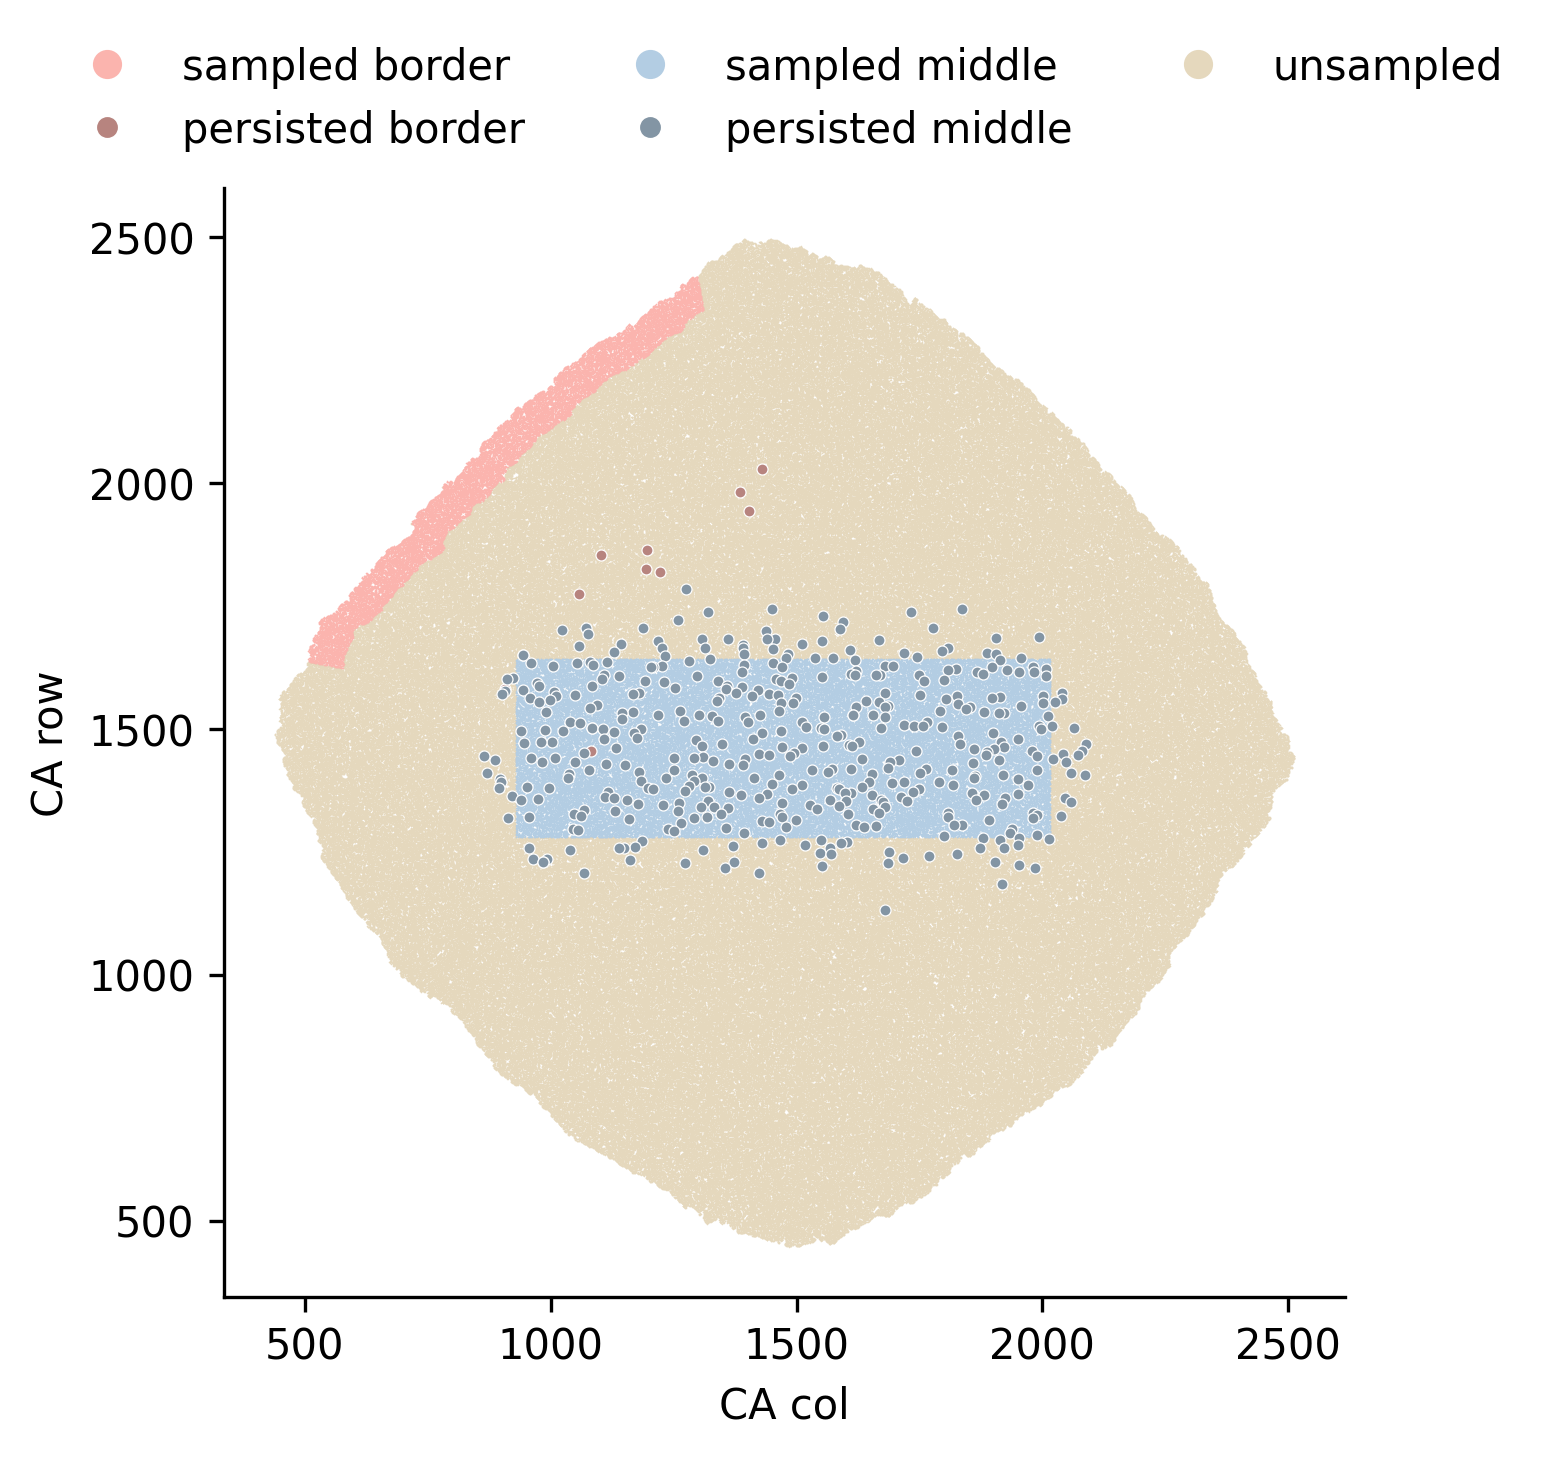 sampled border sampled middle unsampled
persisted border persisted middle
2500
2000
1500
1000
500
CA row
500 1000 1500 2000 2500
CA col